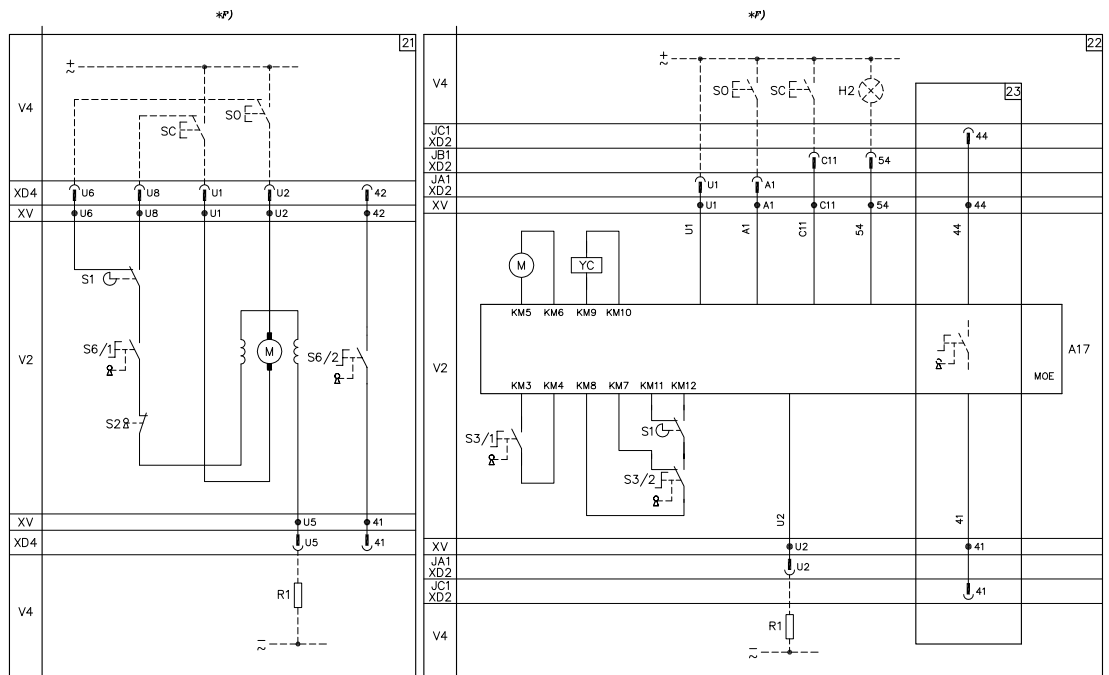 *F)
*F)
21
22
V4
V4
23
SC
SO
SO
SC
H2
JC1
XD2
44
JB1
XD2
C11
54
JA1
XD2
U1
A1
XD4
U6
U8
U1
U2
42
XV
U6
U8
U1
U2
42
XV
U1
A1
C11
54
44
U1
A1
C11
54
44
V2
S1
S6/1
S2
M
S6/2
V2
M
YC
KM5
KM6
KM9
KM10
A17
MOE
KM3
KM4
KM8
KM7
KM11
KM12
S3/1
S1
S3/2
U2
41
XV
U5
41
XD4
U5
41
XV
U2
41
JA1
XD2
U2
JC1
XD2
41
V4
R1
V4
R1